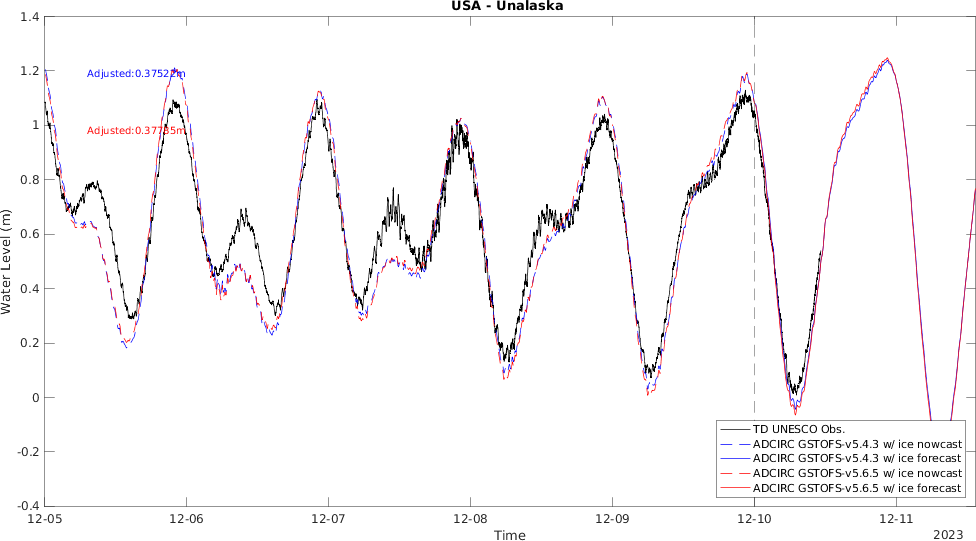 USA - Unalaska
1.4
1.2
1
0.8
0.6
0.4
0.2
0
-0.2
-0.4
Water Level (m)
Adjusted:0.37522m
Adjusted:0.37735m
TD UNESCO Obs.
ADCIRC GSTOFS-v5.4.3 w/ ice nowcast
ADCIRC GSTOFS-v5.4.3 w/ ice forecast
ADCIRC GSTOFS-v5.6.5 w/ ice nowcast
ADCIRC GSTOFS-v5.6.5 w/ ice forecast
12-05 12-06 12-07 12-08 12-09 12-10 12-11
Time
2023